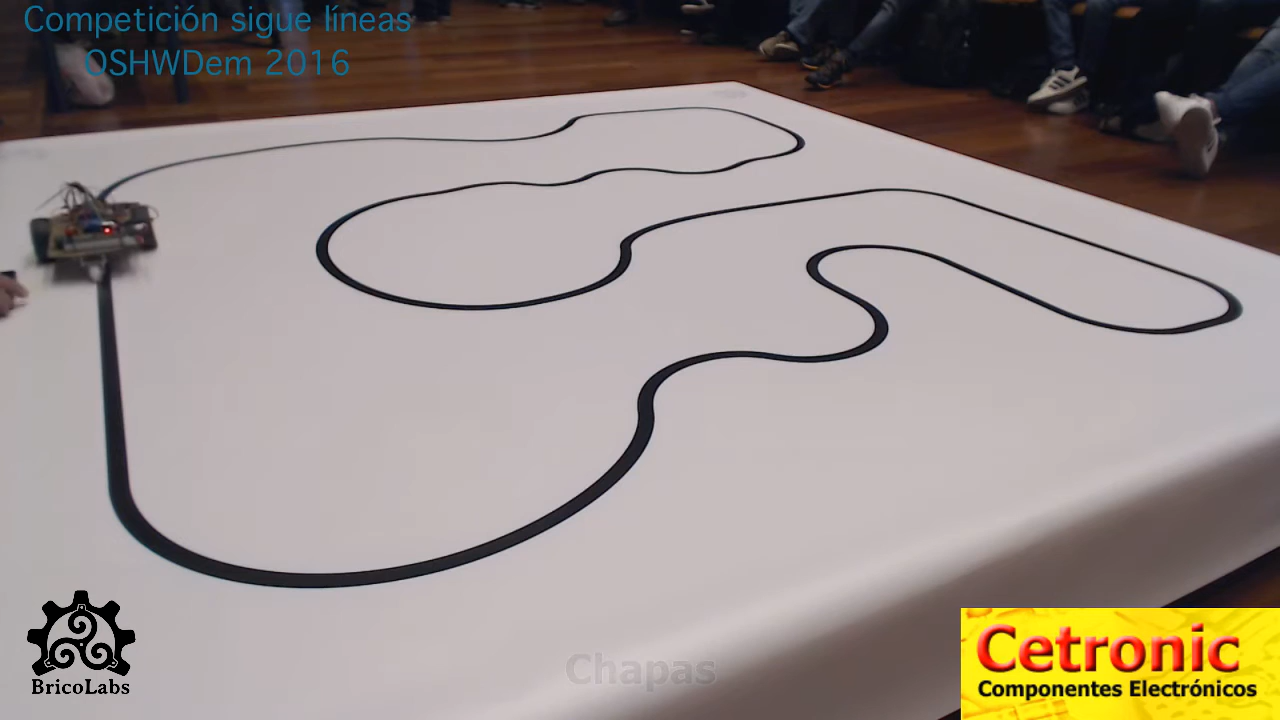 Competición sigue líneas
OSHWDem 2016
BricoLabs
Chapas
Cetronic
Componentes Electrónicos